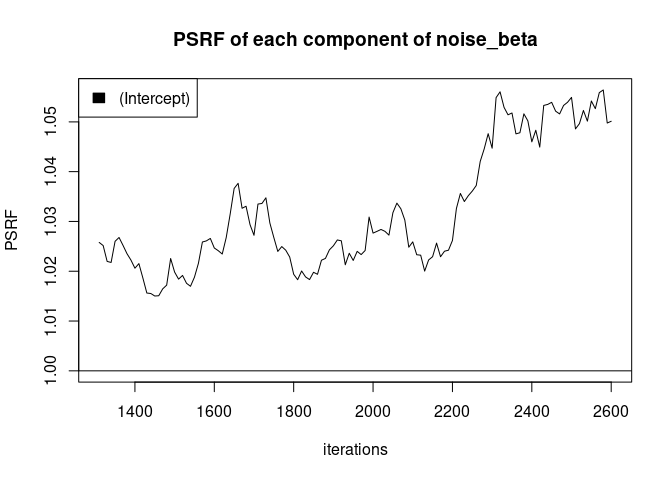 PSRF of each component of noise_beta
(Intercept)
PSRF
1.05
1.04
1.03
1.02
1.01
1.00
1400 1600 1800 2000 2200 2400 2600
iterations